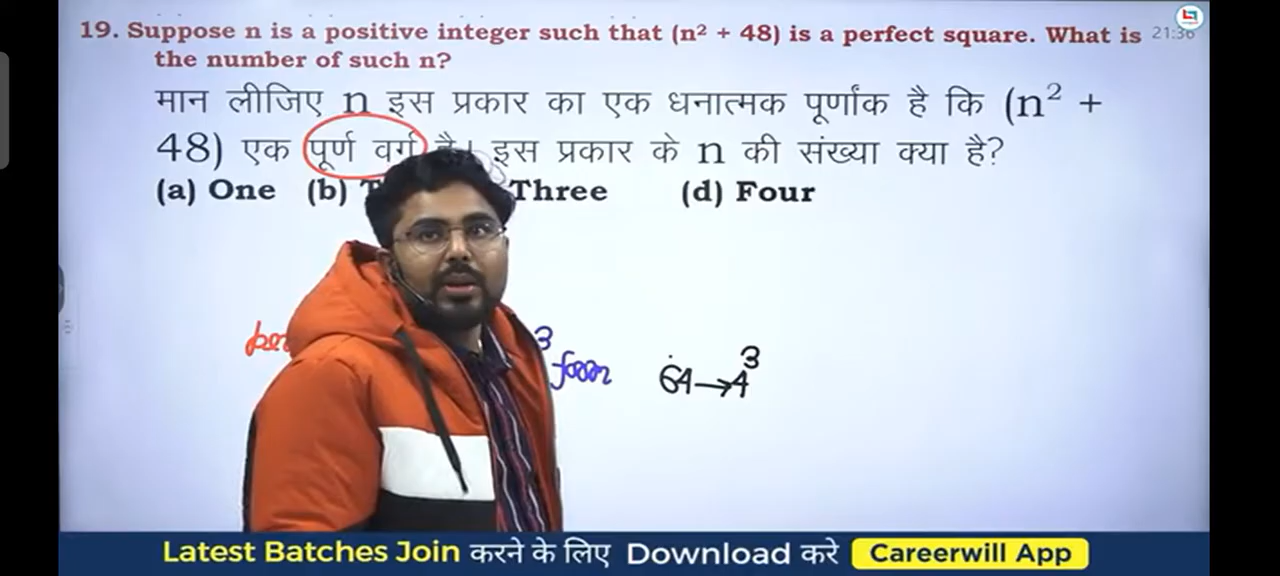 19. Suppose n is a positive integer such that (n² + 48) is a perfect square. What is
21:36
the number of such n?
मान लीजिए n इस प्रकार का एक धनात्मक पूर्णांक है कि (n² +
48) एक पूर्ण वर्ग है। इस प्रकार के n की संख्या क्या है?
(a) One (b) Three (d) Four
3
form 64→4³
Latest Batches Join करने के लिए Download करे Careerwill App